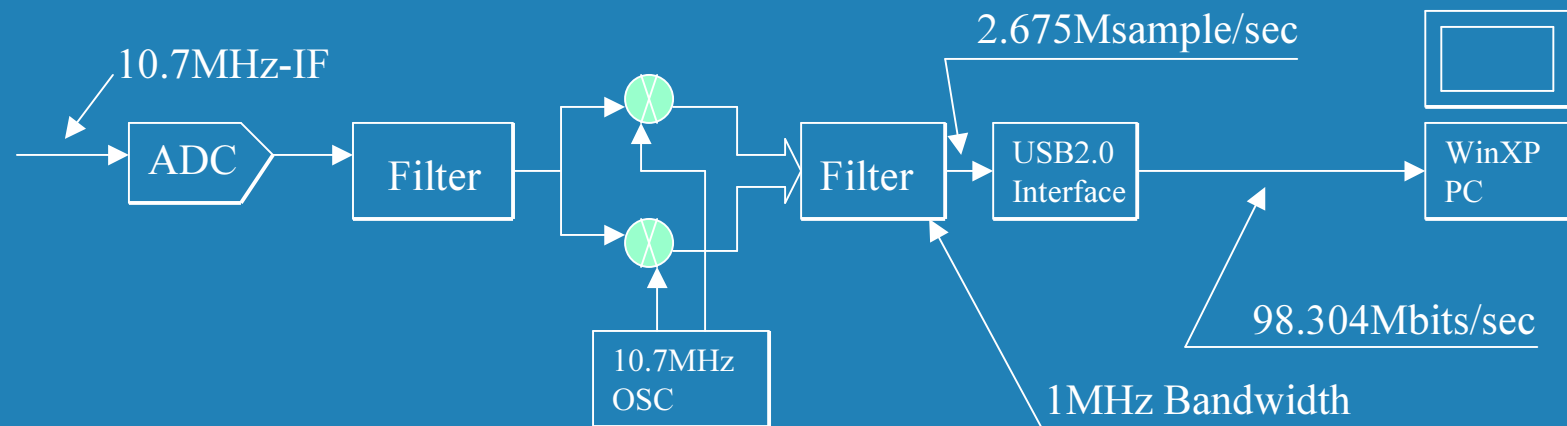 2.675Msample/sec
10.7MHz-IF
ADC
Filter
Filter
USB2.0
Interface
WinXP
PC
98.304Mbits/sec
10.7MHz
OSC
1MHz Bandwidth